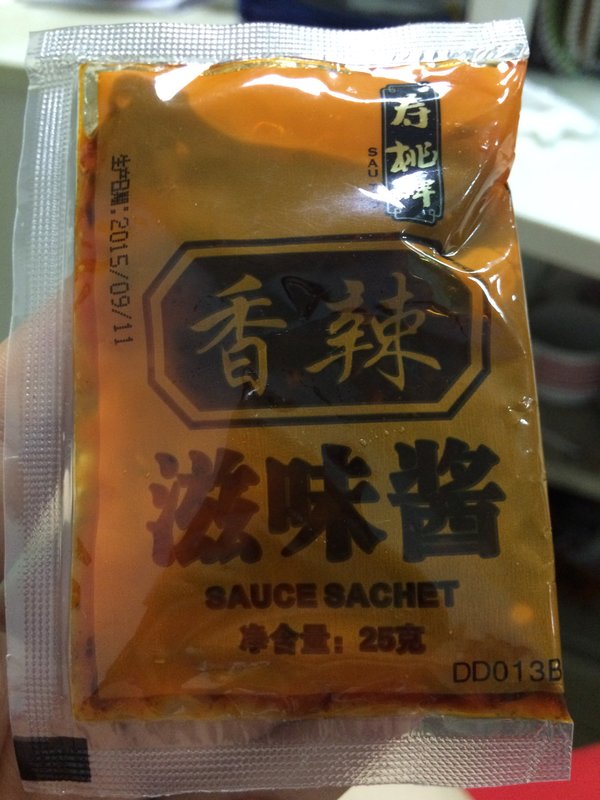 寿桃牌
SAU
生产日期:2015/09/11
香辣
滋味酱
SAUCE SACHET
净含量：25克
DD013B